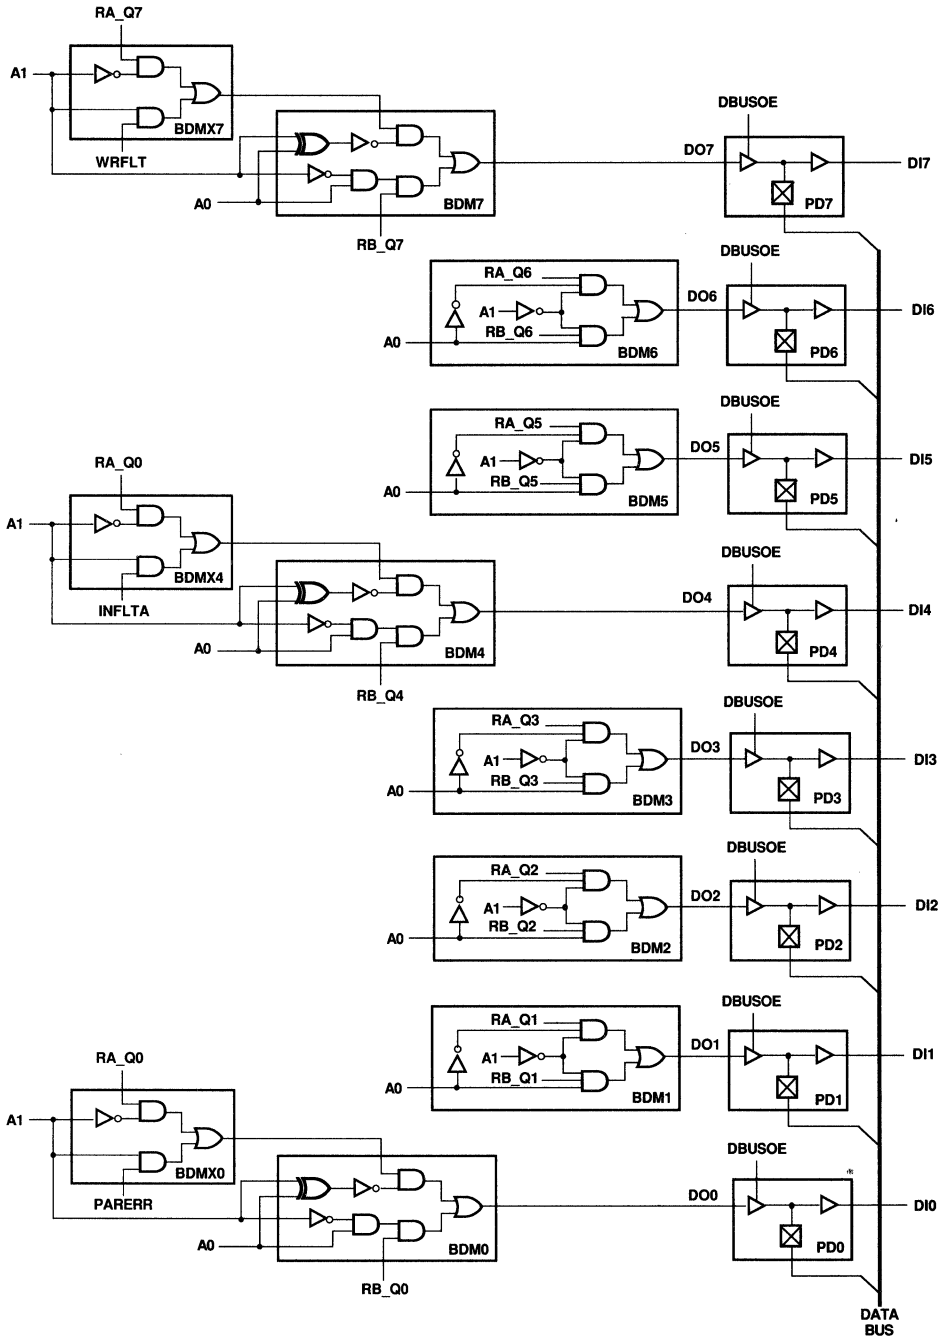 RA_Q7
A1
BDMX7
WRFLT
A0
BDM7
RB_Q7
DO7
DBUSOE
PD7
DI7
RA_Q6
A1
RB_Q6
A0
BDM6
DO6
DBUSOE
PD6
DI6
RA_Q5
A1
RB_Q5
A0
BDM5
DO5
DBUSOE
PD5
DI5
RA_Q0
A1
BDMX4
INFLTA
A0
BDM4
RB_Q4
DO4
DBUSOE
PD4
DI4
RA_Q3
A1
RB_Q3
A0
BDM3
DO3
DBUSOE
PD3
DI3
RA_Q2
A1
RB_Q2
A0
BDM2
DO2
DBUSOE
PD2
DI2
RA_Q1
A1
RB_Q1
A0
BDM1
DO1
DBUSOE
PD1
DI1
RA_Q0
A1
BDMX0
PARERR
A0
BDM0
RB_Q0
DO0
DBUSOE
PD0
DI0
DATA
BUS